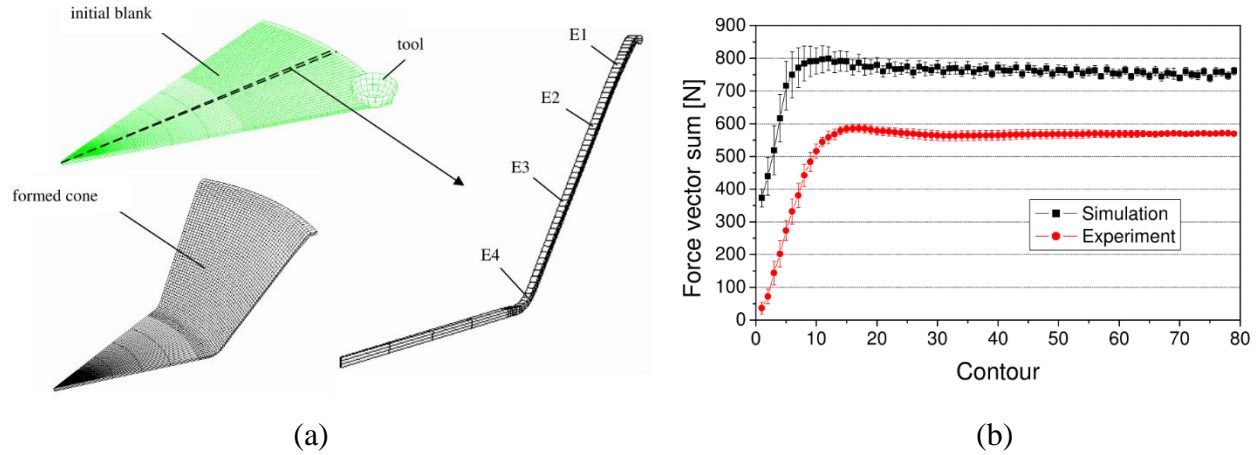 initial blank
tool
formed cone
E1
E2
E3
E4
(a)
Force vector sum [N]
900
800
700
600
500
400
300
200
100
0
Simulation
Experiment
0 10 20 30 40 50 60 70 80
Contour
(b)